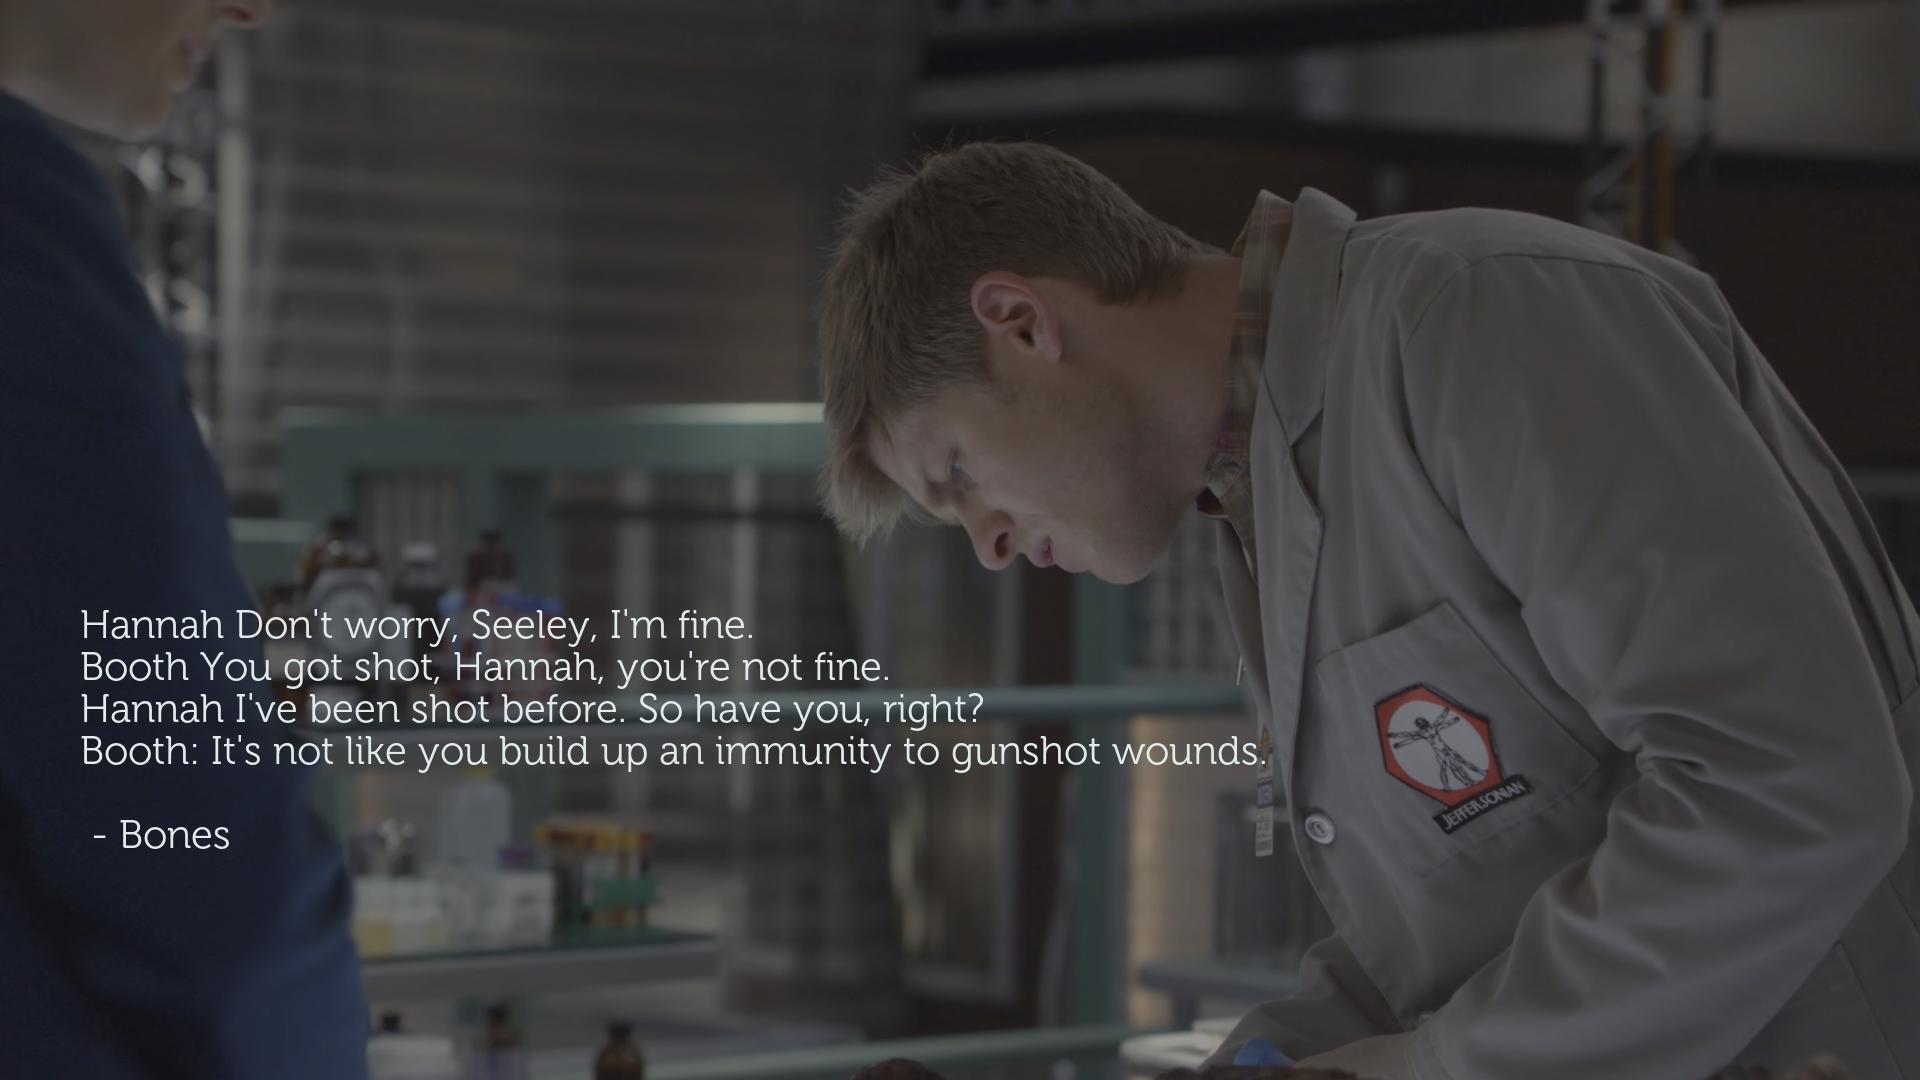 Hannah Don't worry, Seeley, I'm fine.
Booth You got shot, Hannah, you're not fine.
Hannah I've been shot before. So have you, right?
Booth: It's not like you build up an immunity to gunshot wounds.
- Bones
JEFFERSONIAN